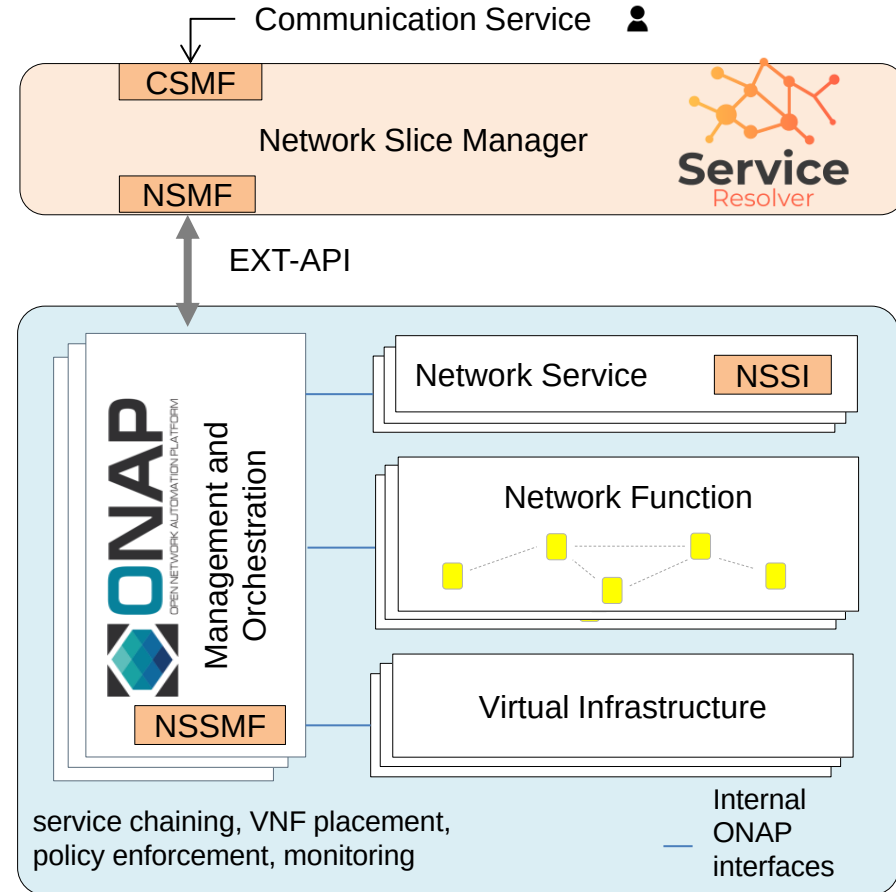 Communication Service
CSMF
Network Slice Manager
Service
Resolver
NSMF
EXT-API
ONAP
OPEN NETWORK AUTOMATION PLATFORM
Management and
Orchestration
NSSMF
Network Service
NSSI
Network Function
Virtual Infrastructure
service chaining, VNF placement,
policy enforcement, monitoring
Internal
ONAP
interfaces